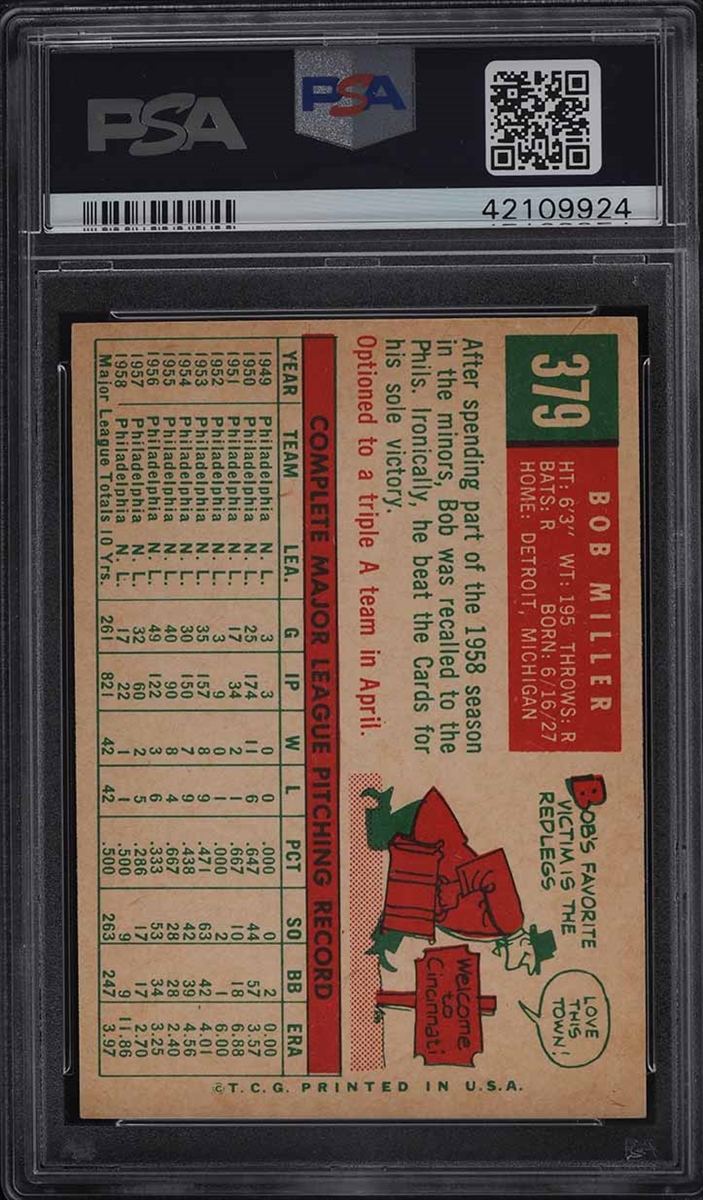 PSA
PSA
42109924
379
BOB MILLER
HT: 6'3" WT: 195 THROWS: R
BATS: R BORN: 6/16/27
HOME: DETROIT, MICHIGAN
BOB'S FAVORITE
VICTIM IS THE
REDLEGS
LOVE
THIS
TOWN!
Welcome
to
Cincinnati
After spending part of the 1958 season
in the minors, Bob was recalled to the
Phils. Ironically, he beat the Cards for
his sole victory.
Optioned to a triple A team in April.
COMPLETE MAJOR LEAGUE PITCHING RECORD
YEAR TEAM LEA. G IP W L PCT SO BB ERA
1949 Philadelphia N. L. 3 3 0 0 .000 0 2 0.00
1950 Philadelphia N. L. 25 174 11 6 .647 44 57 3.57
1951 Philadelphia N. L. 17 34 2 1 .667 10 18 6.88
1952 Philadelphia N. L. 3 9 0 1 .000 2 1 6.00
1953 Philadelphia N. L. 35 157 8 9 .471 63 42 4.01
1954 Philadelphia N. L. 30 150 7 9 .438 42 39 4.56
1955 Philadelphia N. L. 40 90 8 4 .667 28 28 2.40
1956 Philadelphia N. L. 49 122 3 6 .333 53 34 3.25
1957 Philadelphia N. L. 32 60 2 5 .286 17 17 2.70
1958 Philadelphia N. L. 17 22 1 1 .500 9 9 11.86
Major League Totals 10 Yrs. 261 821 42 42 .500 263 247 3.97
©T.C.G. PRINTED IN U.S.A.